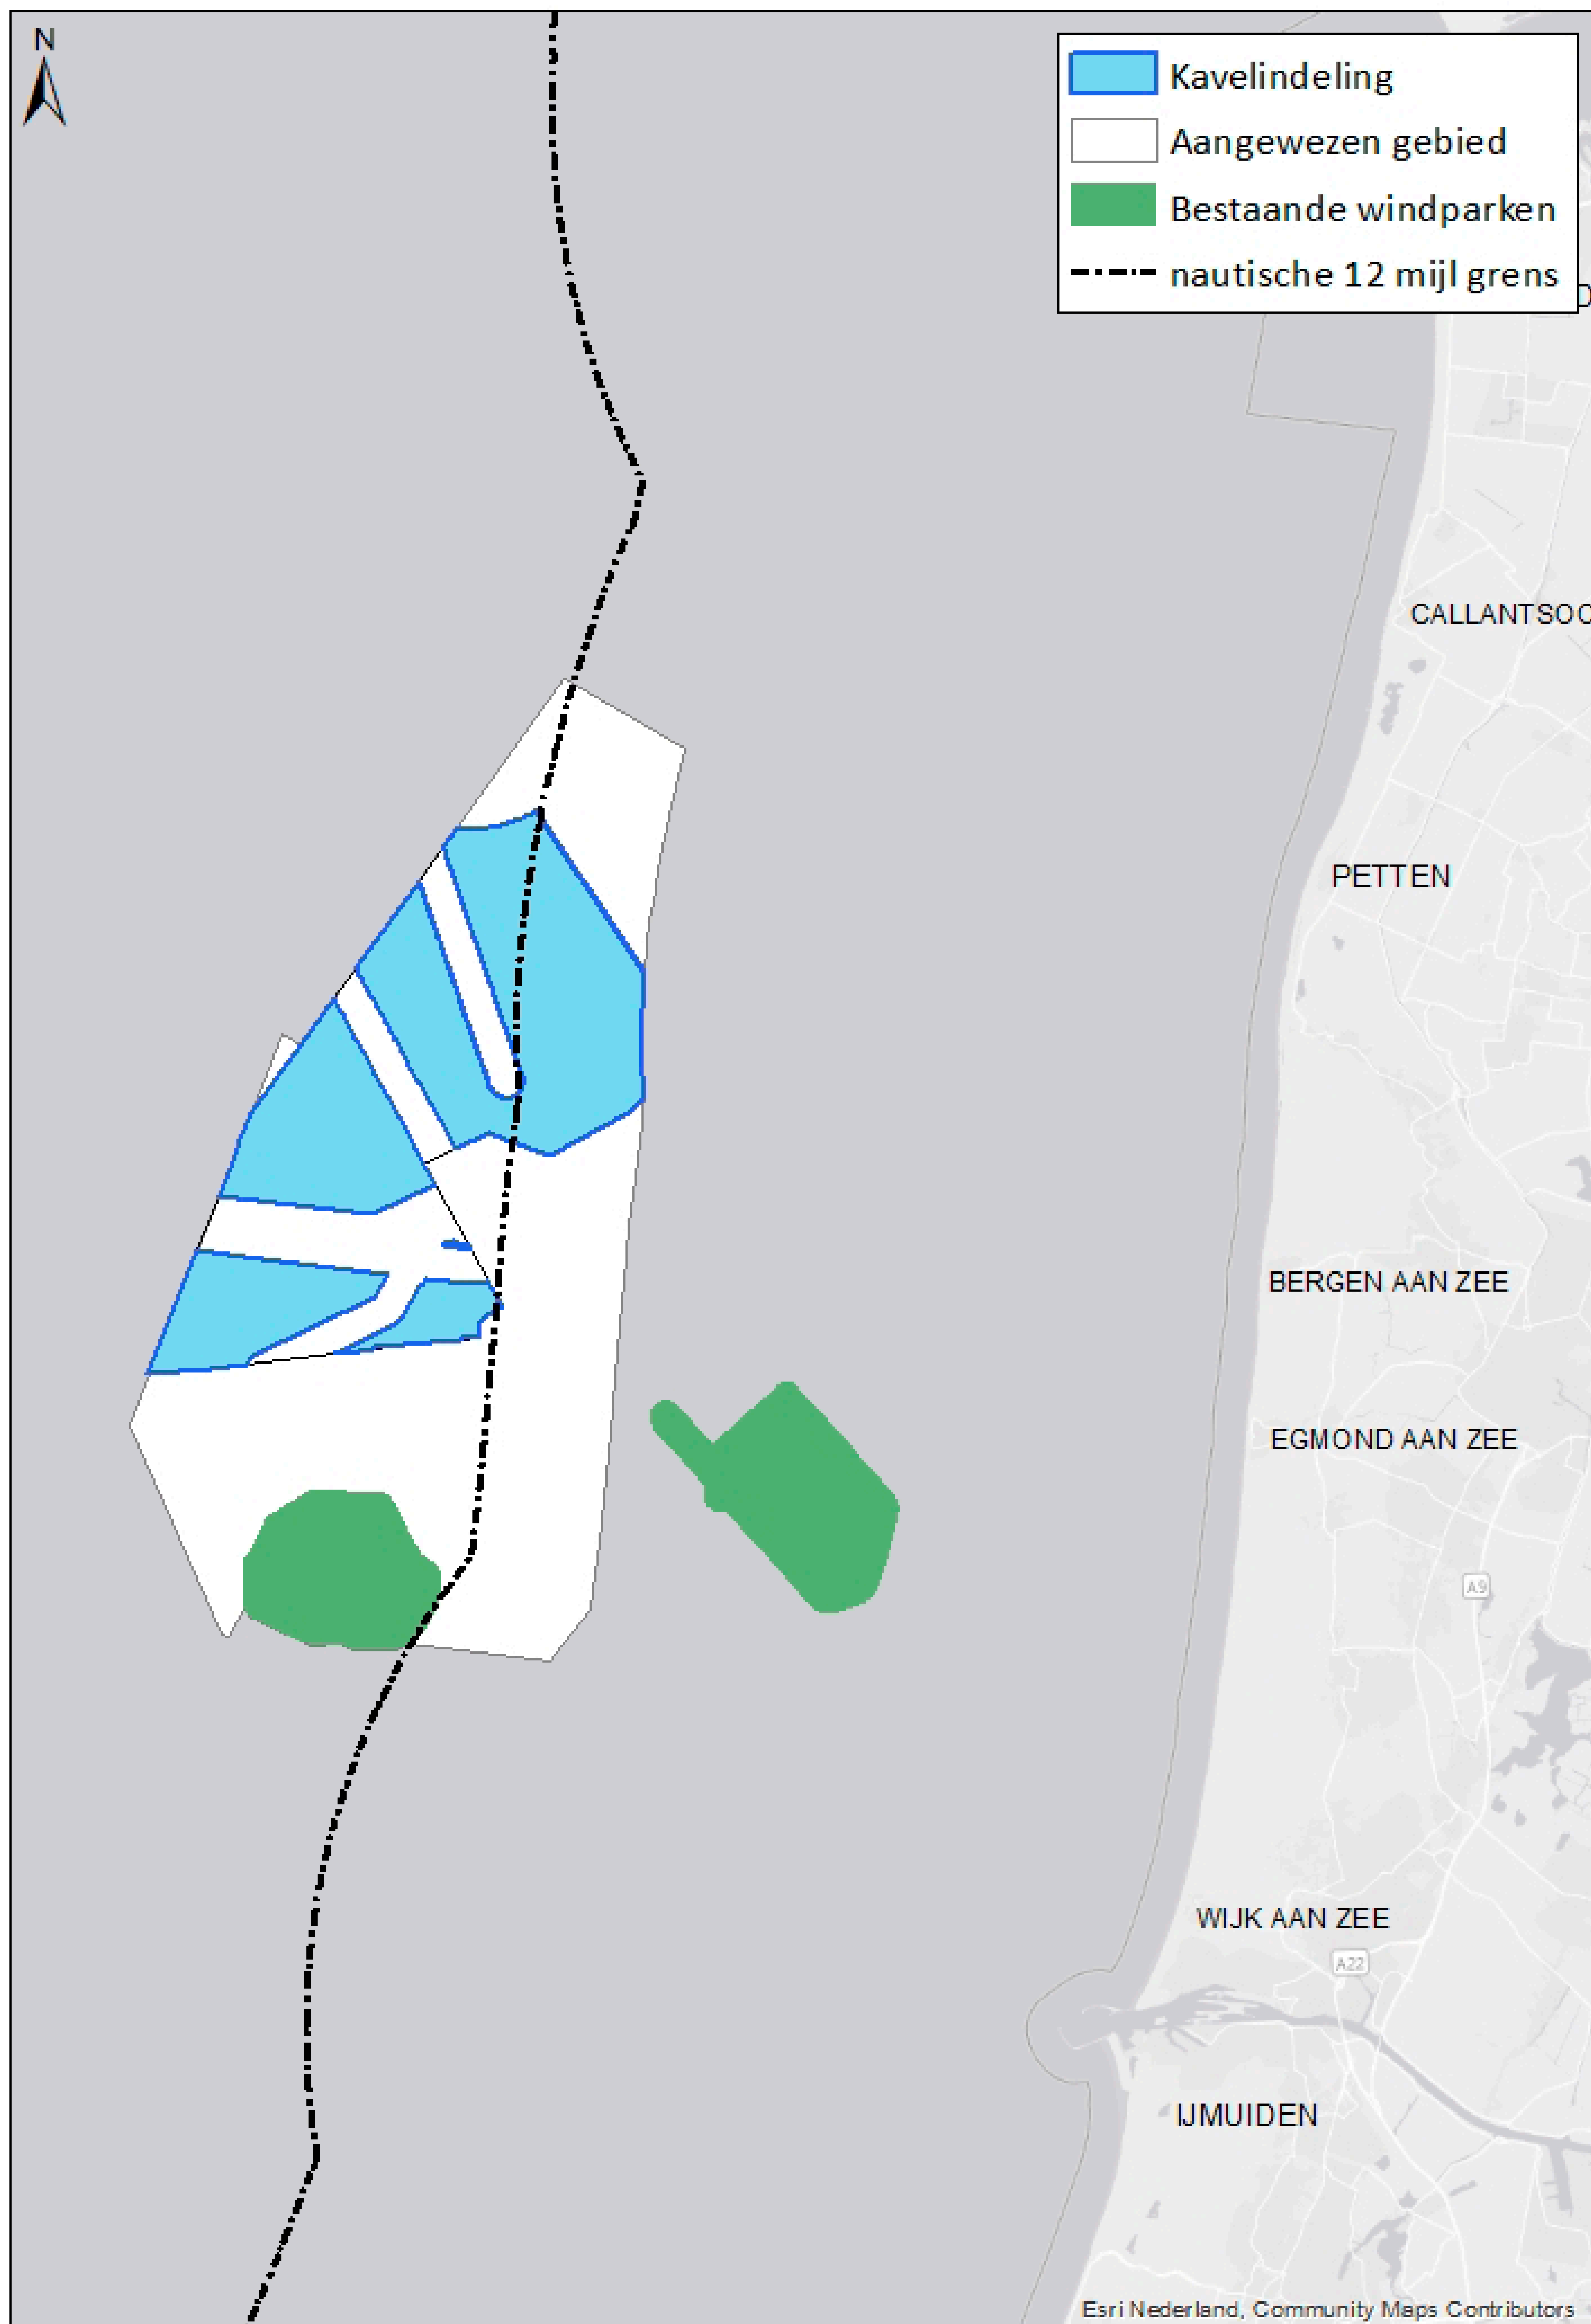 N
Kavelindeling
Aangewezen gebied
Bestaande windparken
nautische 12 mijl grens
CALLANTSOO
PETTEN
BERGEN AAN ZEE
EGMOND AAN ZEE
A9
WIJK AAN ZEE
A22
IJMUIDEN
Esri Nederland, Community Maps Contributors